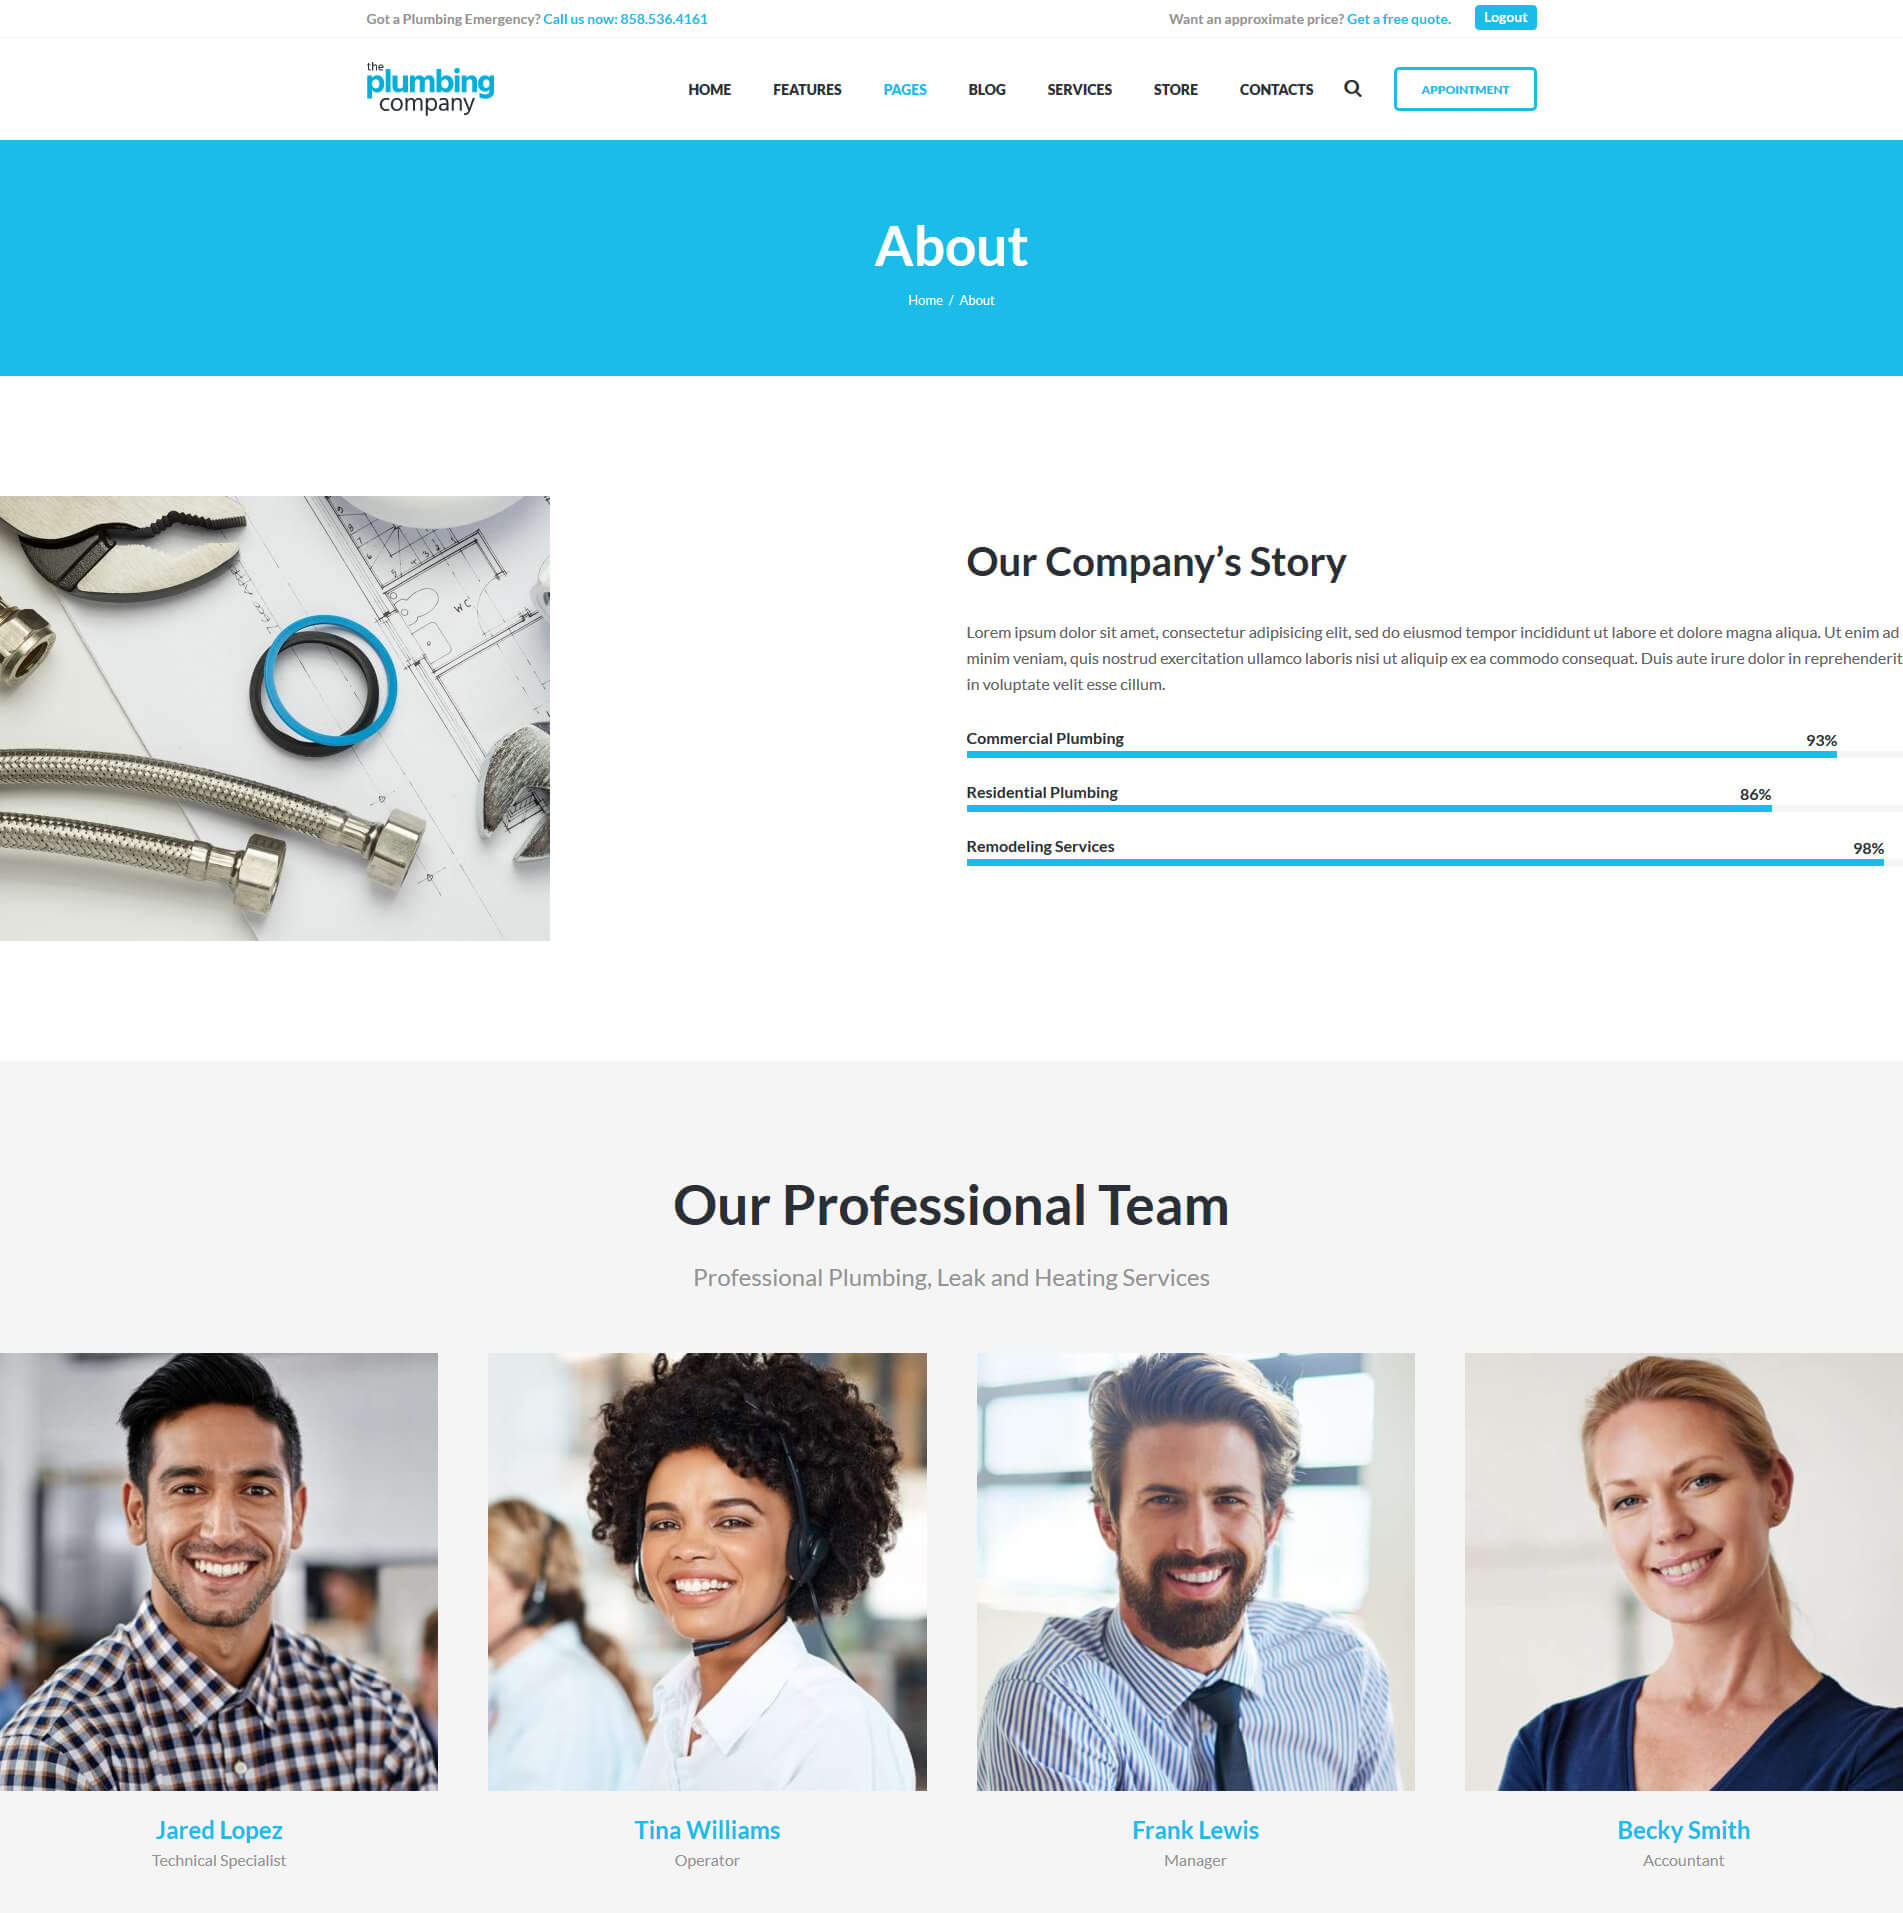 Got a Plumbing Emergency? Call us now: 858.536.4161
Want an approximate price? Get a free quote.
Logout
the
plumbing
company
HOME
FEATURES
PAGES
BLOG
SERVICES
STORE
CONTACTS
APPOINTMENT
About
Home / About
WC
Our Company’s Story
Lorem ipsum dolor sit amet, consectetur adipisicing elit, sed do eiusmod tempor incididunt ut labore et dolore magna aliqua. Ut enim ad
minim veniam, quis nostrud exercitation ullamco laboris nisi ut aliquip ex ea commodo consequat. Duis aute irure dolor in reprehenderit
in voluptate velit esse cillum.
Commercial Plumbing 93%
Residential Plumbing 86%
Remodeling Services 98%
Our Professional Team
Professional Plumbing, Leak and Heating Services
Jared Lopez
Technical Specialist
Tina Williams
Operator
Frank Lewis
Manager
Becky Smith
Accountant